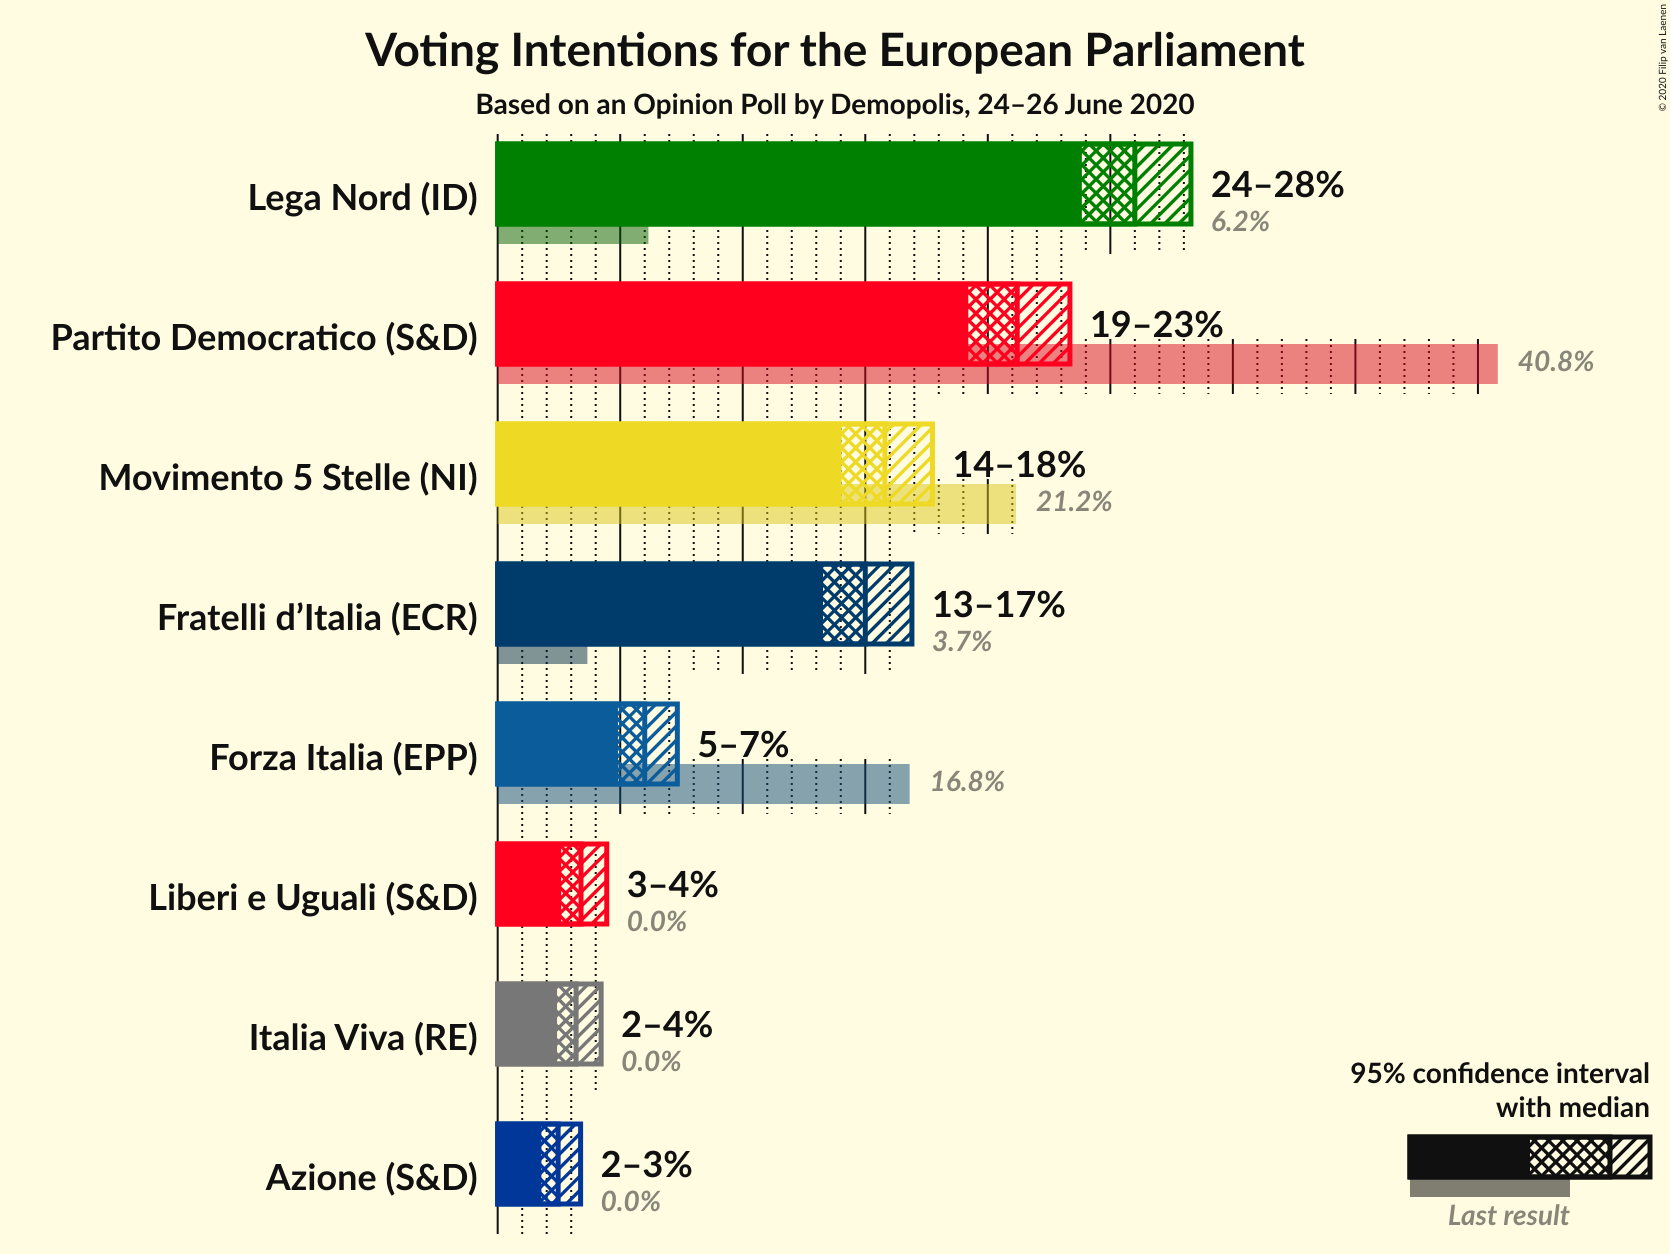 Voting Intentions for the European Parliament
Based on an Opinion Poll by Demopolis, 24–26 June 2020
© 2020 Filip van Laenen
Lega Nord (ID)
24–28%
6.2%
Partito Democratico (S&D)
19–23%
40.8%
Movimento 5 Stelle (NI)
14–18%
21.2%
Fratelli d’Italia (ECR)
13–17%
3.7%
Forza Italia (EPP)
5–7%
16.8%
Liberi e Uguali (S&D)
3–4%
0.0%
Italia Viva (RE)
2–4%
0.0%
Azione (S&D)
2–3%
0.0%
95% confidence interval
with median
Last result